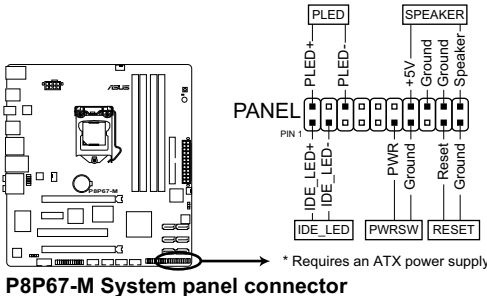 PLED
SPEAKER
PLED+
PLED-
+5V
Ground
Ground
Speaker
PANEL
PIN 1
IDE_LED+
IDE_LED-
PWR
Ground
Reset
Ground
IDE_LED
PWRSW
RESET
ASUS
P8P67-M
* Requires an ATX power supply
P8P67-M System panel connector